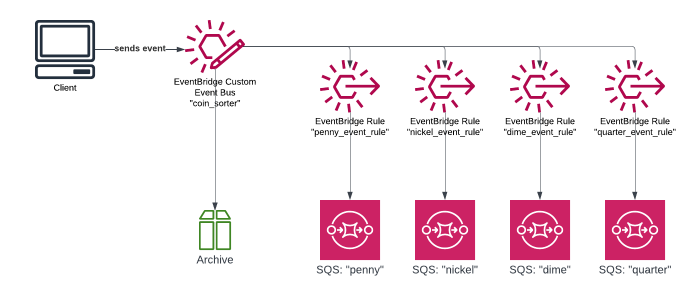 sends event
Client
EventBridge Custom
Event Bus
"coin_sorter"
EventBridge Rule
"penny_event_rule"
EventBridge Rule
"nickel_event_rule"
EventBridge Rule
"dime_event_rule"
EventBridge Rule
"quarter_event_rule"
Archive
SQS: "penny"
SQS: "nickel"
SQS: "dime"
SQS: "quarter"